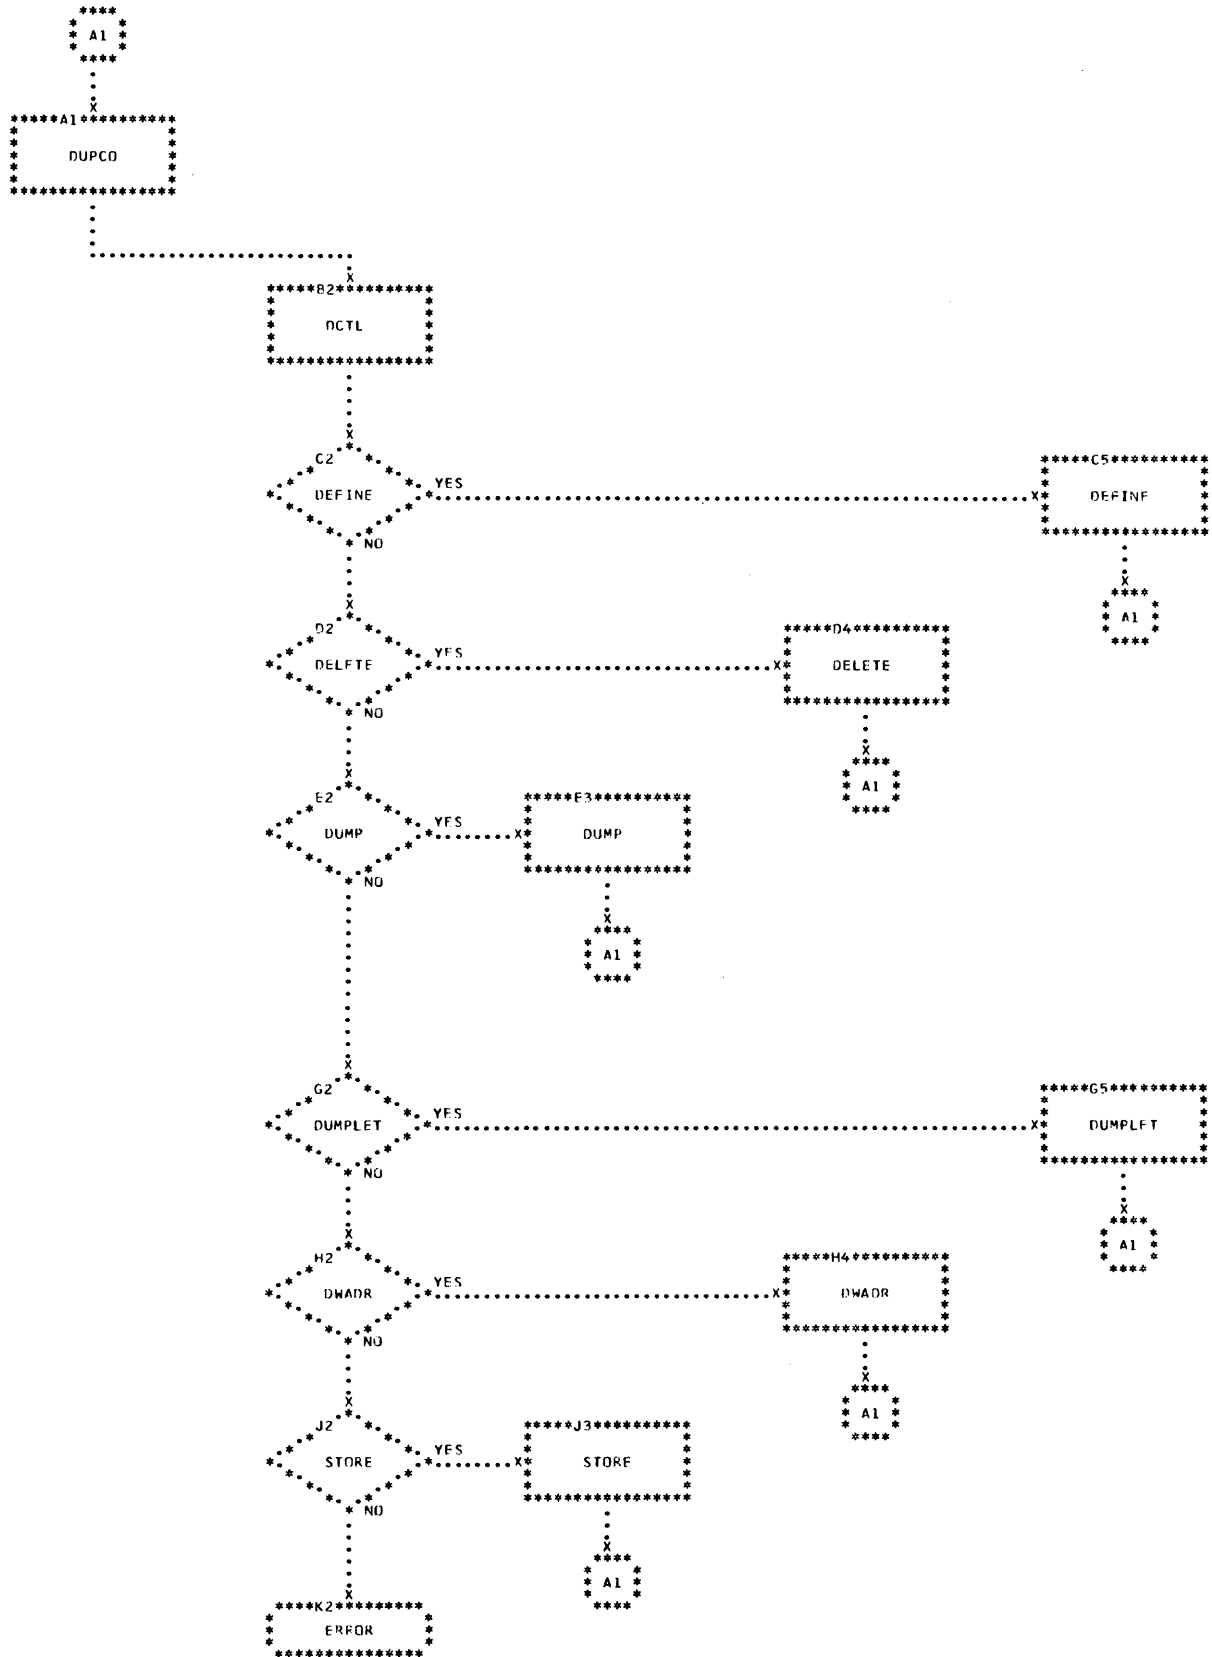 A1
A1
DUPCO
B2
DCTL
C2
DEFINE
YES
NO
C5
DEFINE
A1
D2
DELETE
YES
NO
D4
DELETE
A1
E2
DUMP
YES
NO
E3
DUMP
A1
G2
DUMPLET
YES
NO
G5
DUMPLET
A1
H2
DWADR
YES
NO
H4
DWADR
A1
J2
STORE
YES
NO
J3
STORE
A1
K2
ERROR